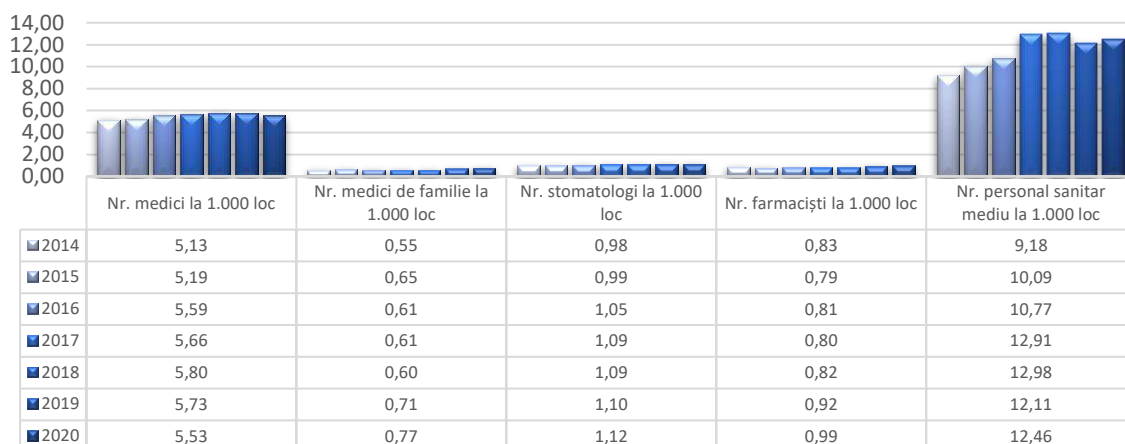 14,00
12,00
10,00
8,00
6,00
4,00
2,00
0,00
Nr. medici la 1.000 loc
Nr. medici de familie la
1.000 loc
Nr. stomatologi la 1.000
loc
Nr. farmaciști la 1.000 loc
Nr. personal sanitar
mediu la 1.000 loc
2014 5,13 0,55 0,98 0,83 9,18
2015 5,19 0,65 0,99 0,79 10,09
2016 5,59 0,61 1,05 0,81 10,77
2017 5,66 0,61 1,09 0,80 12,91
2018 5,80 0,60 1,09 0,82 12,98
2019 5,73 0,71 1,10 0,92 12,11
2020 5,53 0,77 1,12 0,99 12,46